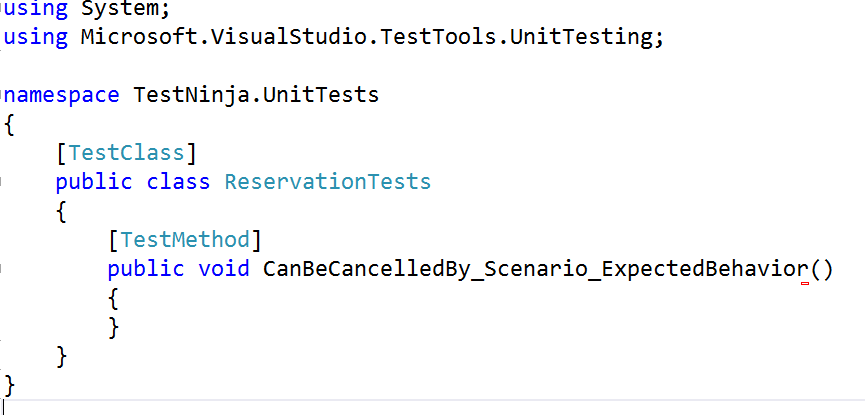 using System;
using Microsoft.VisualStudio.TestTools.UnitTesting;
namespace TestNinja.UnitTests
{
[TestClass]
public class ReservationTests
{
[TestMethod]
public void CanBeCancelledBy_Scenario_ExpectedBehavior()
{
}
}
}